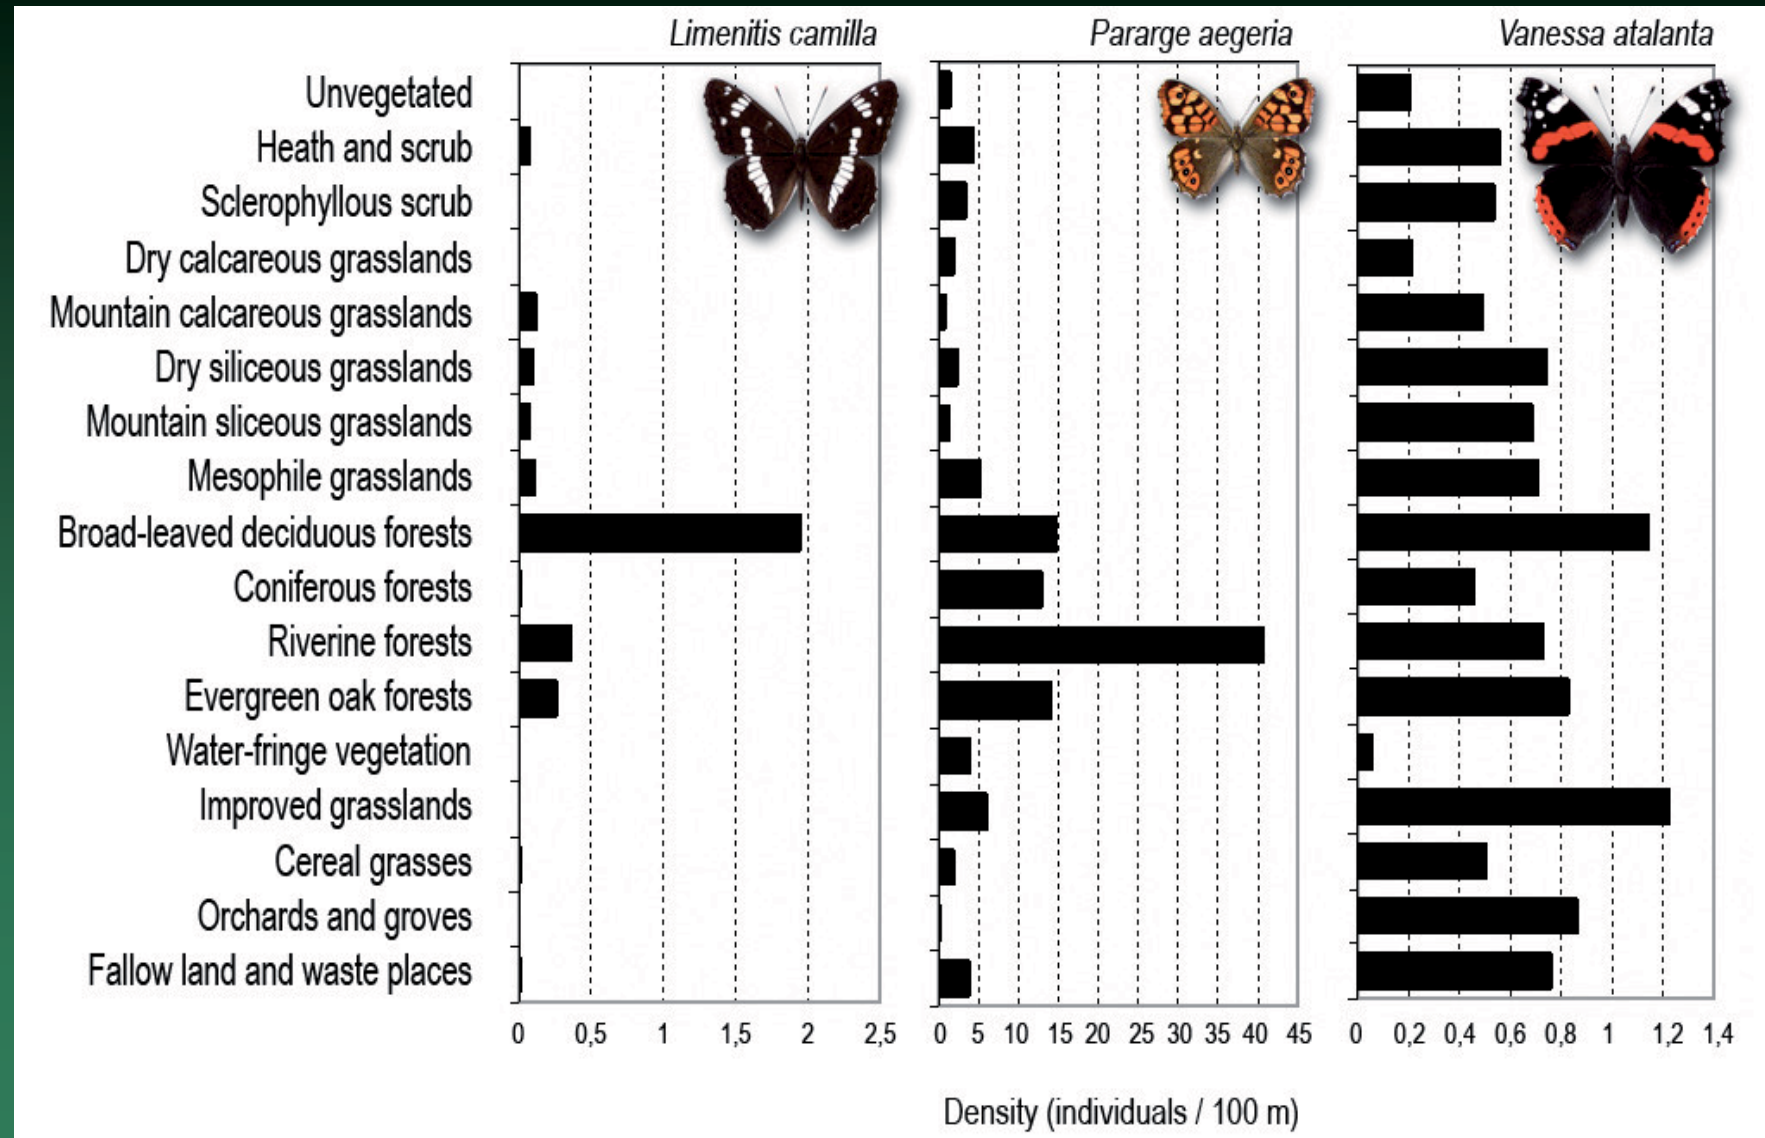 Limenitis camilla
Pararge aegeria
Vanessa atalanta
Unvegetated
Heath and scrub
Sclerophyllous scrub
Dry calcareous grasslands
Mountain calcareous grasslands
Dry siliceous grasslands
Mountain sliceous grasslands
Mesophile grasslands
Broad-leaved deciduous forests
Coniferous forests
Riverine forests
Evergreen oak forests
Water-fringe vegetation
Improved grasslands
Cereal grasses
Orchards and groves
Fallow land and waste places
0 0,5 1 1,5 2 2,5
0 5 10 15 20 25 30 35 40 45
0 0,2 0,4 0,6 0,8 1 1,2 1,4
Density (individuals / 100 m)